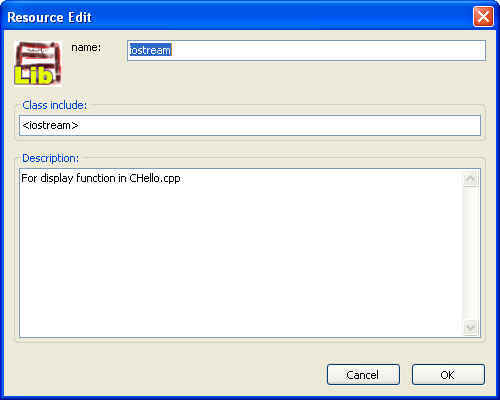 Resource Edit
Lib
name: iostream
Class include:
<iostream>
Description:
For display function in CHello.cpp
Cancel OK